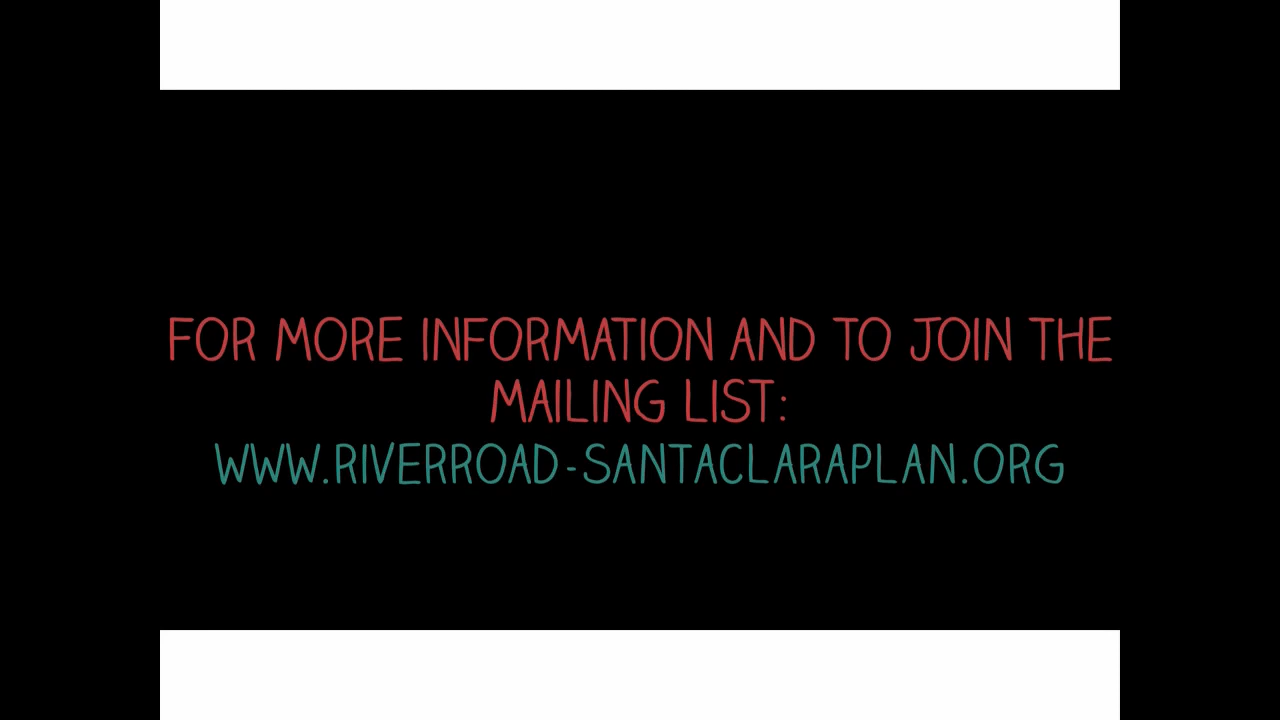 FOR MORE INFORMATION AND TO JOIN THE
MAILING LIST:
WWW.RIVERROAD-SANTACLARAPLAN.ORG